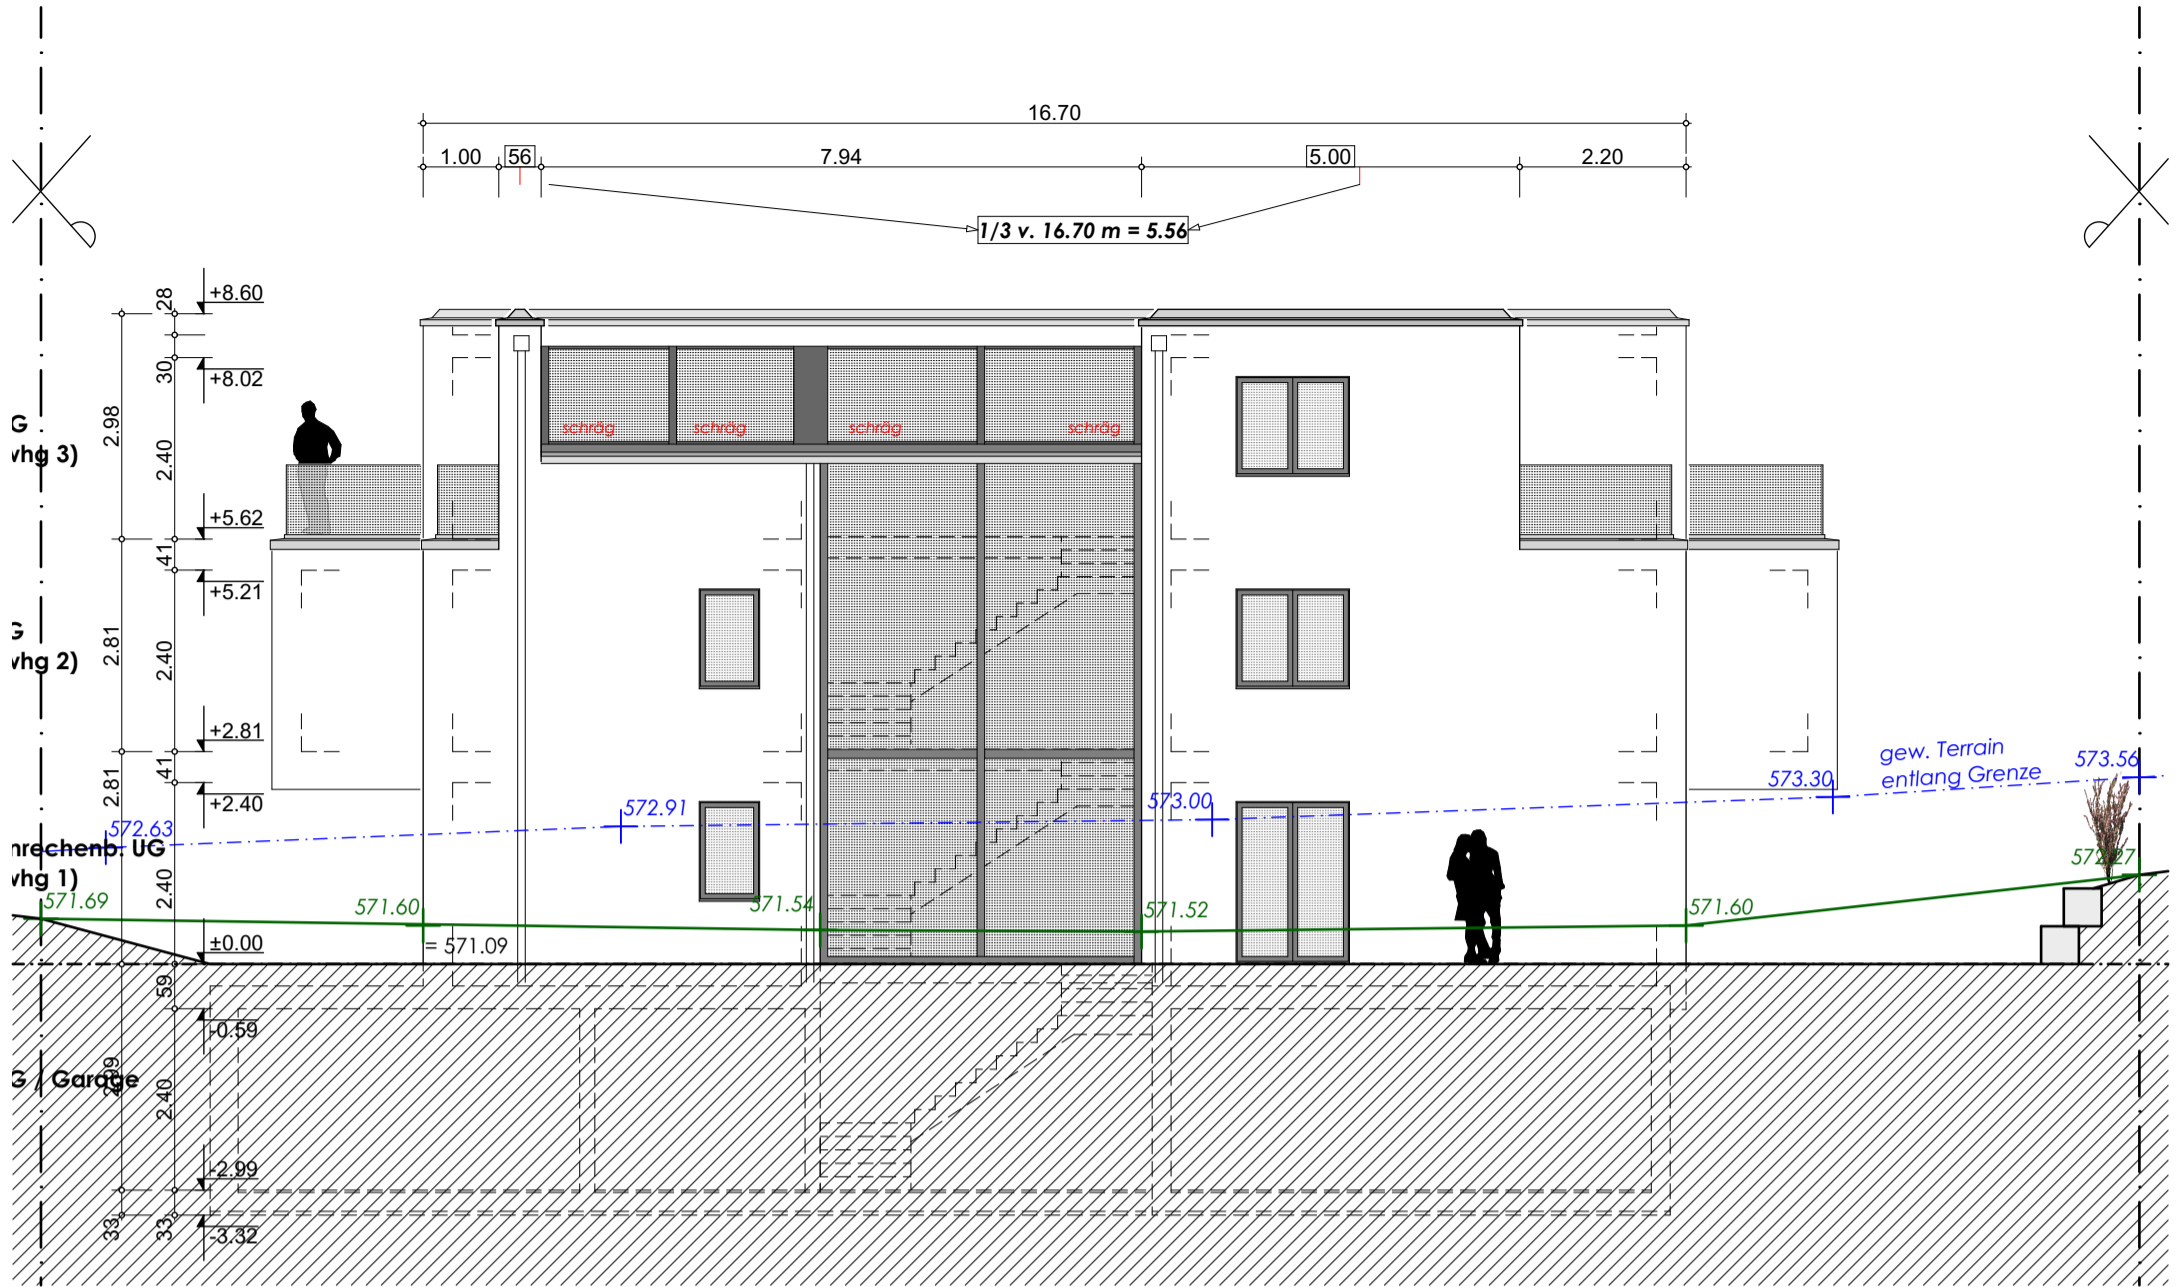 16.70
1.00 56 7.94 5.00 2.20
1/3 v. 16.70 m = 5.56
28 +8.60
30 +8.02
2.98 2.40
schräg schräg schräg schräg
G
vhg 3)
+5.62
41
+5.21
G
vhg 2)
2.81 2.40
+2.81
41
+2.40
2.81 2.40
gew. Terrain
entlang Grenze
573.56
573.30
573.00
572.91
572.63
nrechenb. UG
vhg 1)
572.27
571.69
571.60
571.54
571.52
571.60
±0.00
= 571.09
59
-0.59
G / Garage
2.99 2.40
-2.99
33 33
-3.32